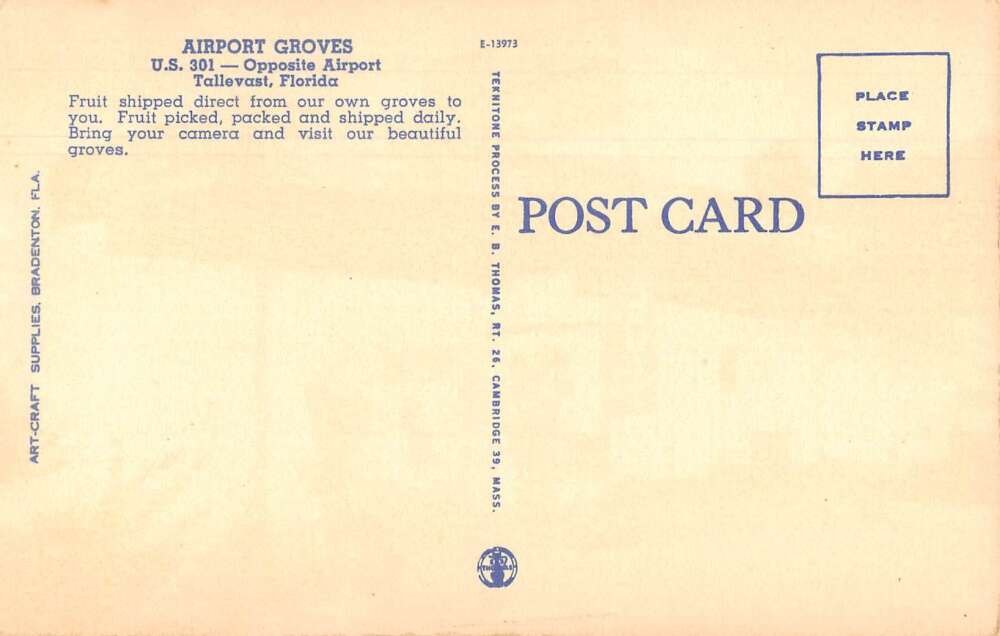 AIRPORT GROVES
U.S. 301 — Opposite Airport
Tallevast, Florida
Fruit shipped direct from our own groves to
you. Fruit picked, packed and shipped daily.
Bring your camera and visit our beautiful
groves.
ART-CRAFT SUPPLIES, BRADENTON, FLA.
E-13973
TEKNITONE PROCESS BY E. B. THOMAS, RT. 26, CAMBRIDGE 39, MASS.
THOMAS
POST CARD
PLACE
STAMP
HERE